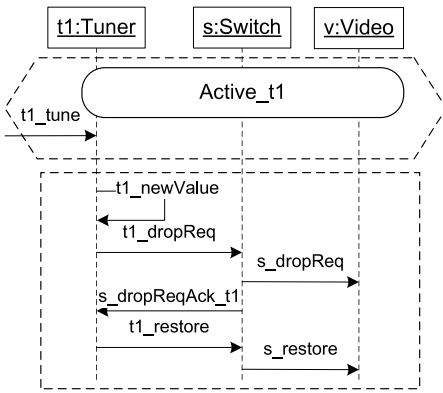 t1:Tuner
s:Switch
v:Video
Active_t1
t1_tune
t1_newValue
t1_dropReq
s_dropReq
s_dropReqAck_t1
t1_restore
s_restore